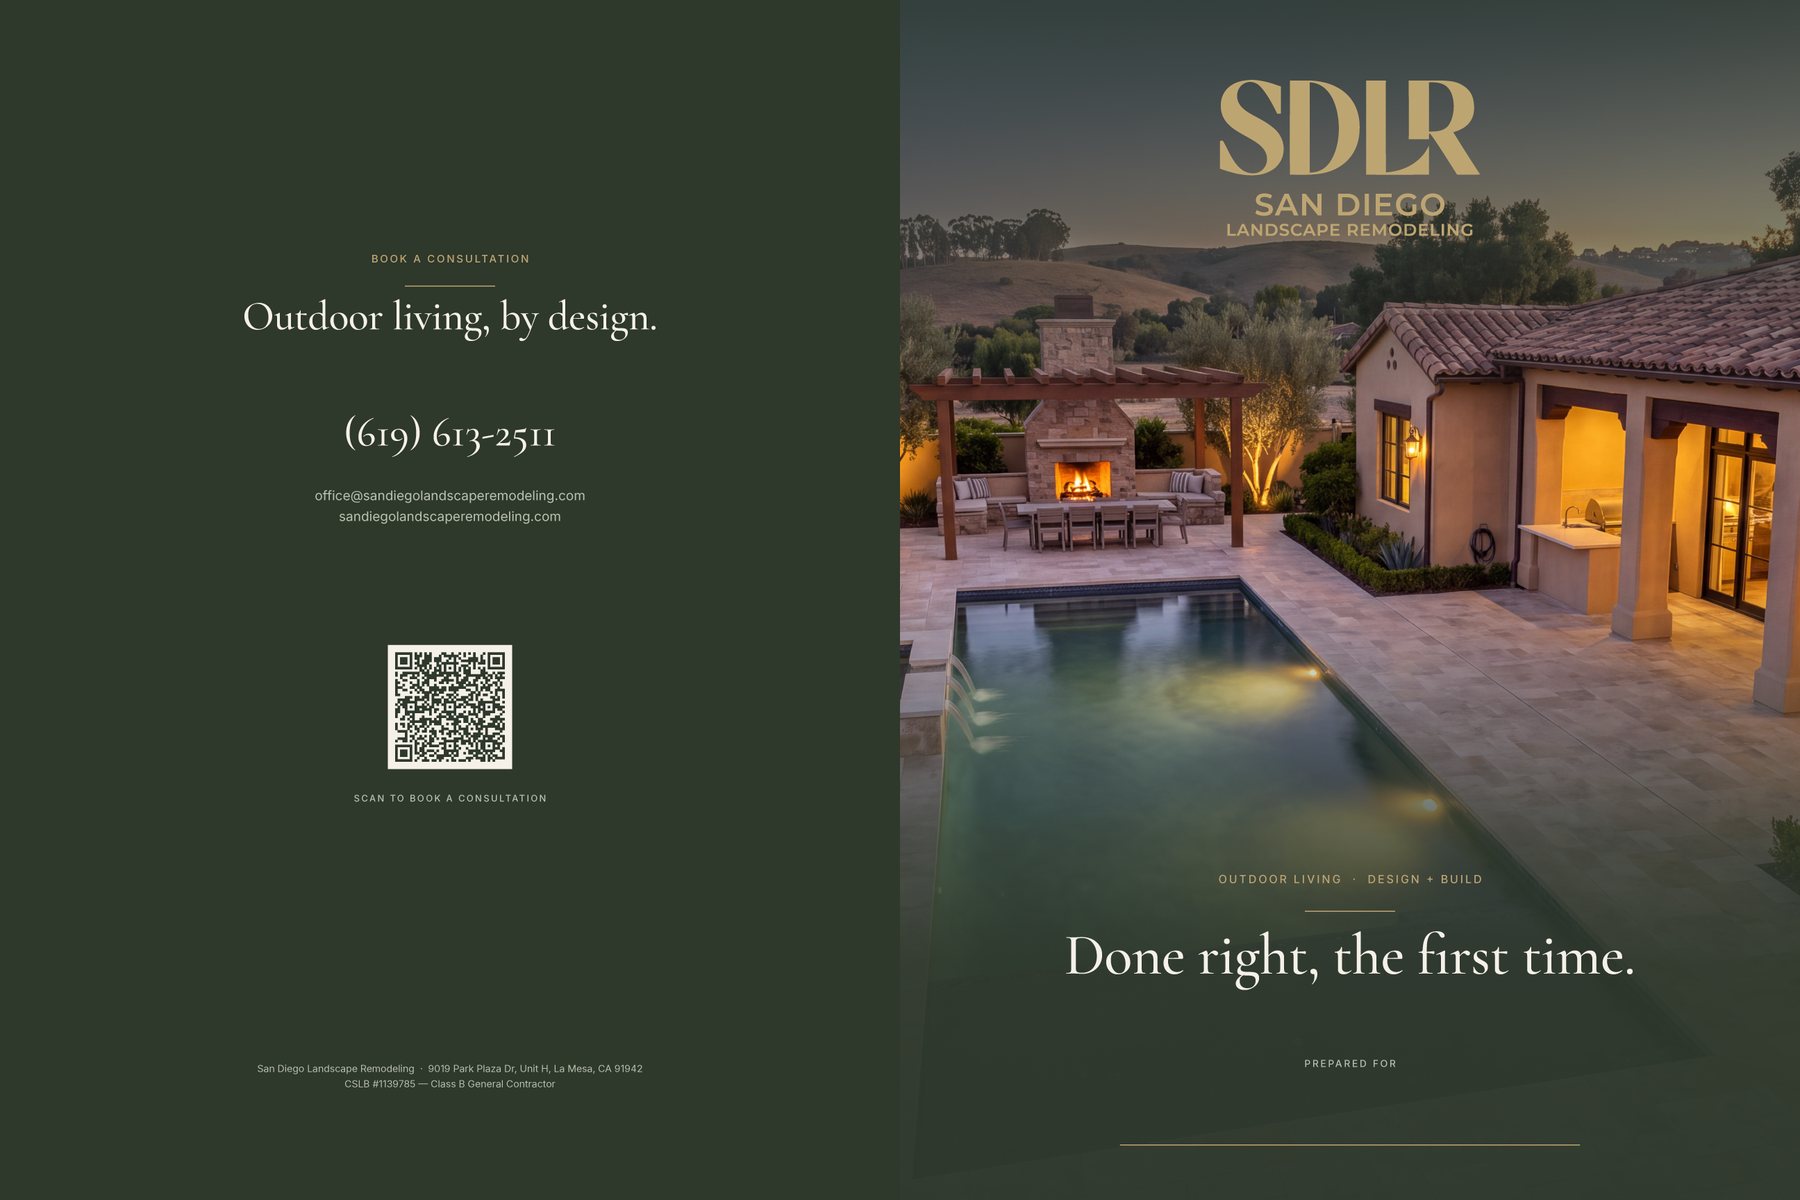 BOOK A CONSULTATION
Outdoor living, by design.
(619) 613-2511
office@sandiegolandscaperemodeling.com
sandiegolandscaperemodeling.com
SCAN TO BOOK A CONSULTATION
San Diego Landscape Remodeling · 9019 Park Plaza Dr, Unit H, La Mesa, CA 91942
CSLB #1139785 — Class B General Contractor
SDLR
SAN DIEGO
LANDSCAPE REMODELING
OUTDOOR LIVING · DESIGN + BUILD
Done right, the first time.
PREPARED FOR